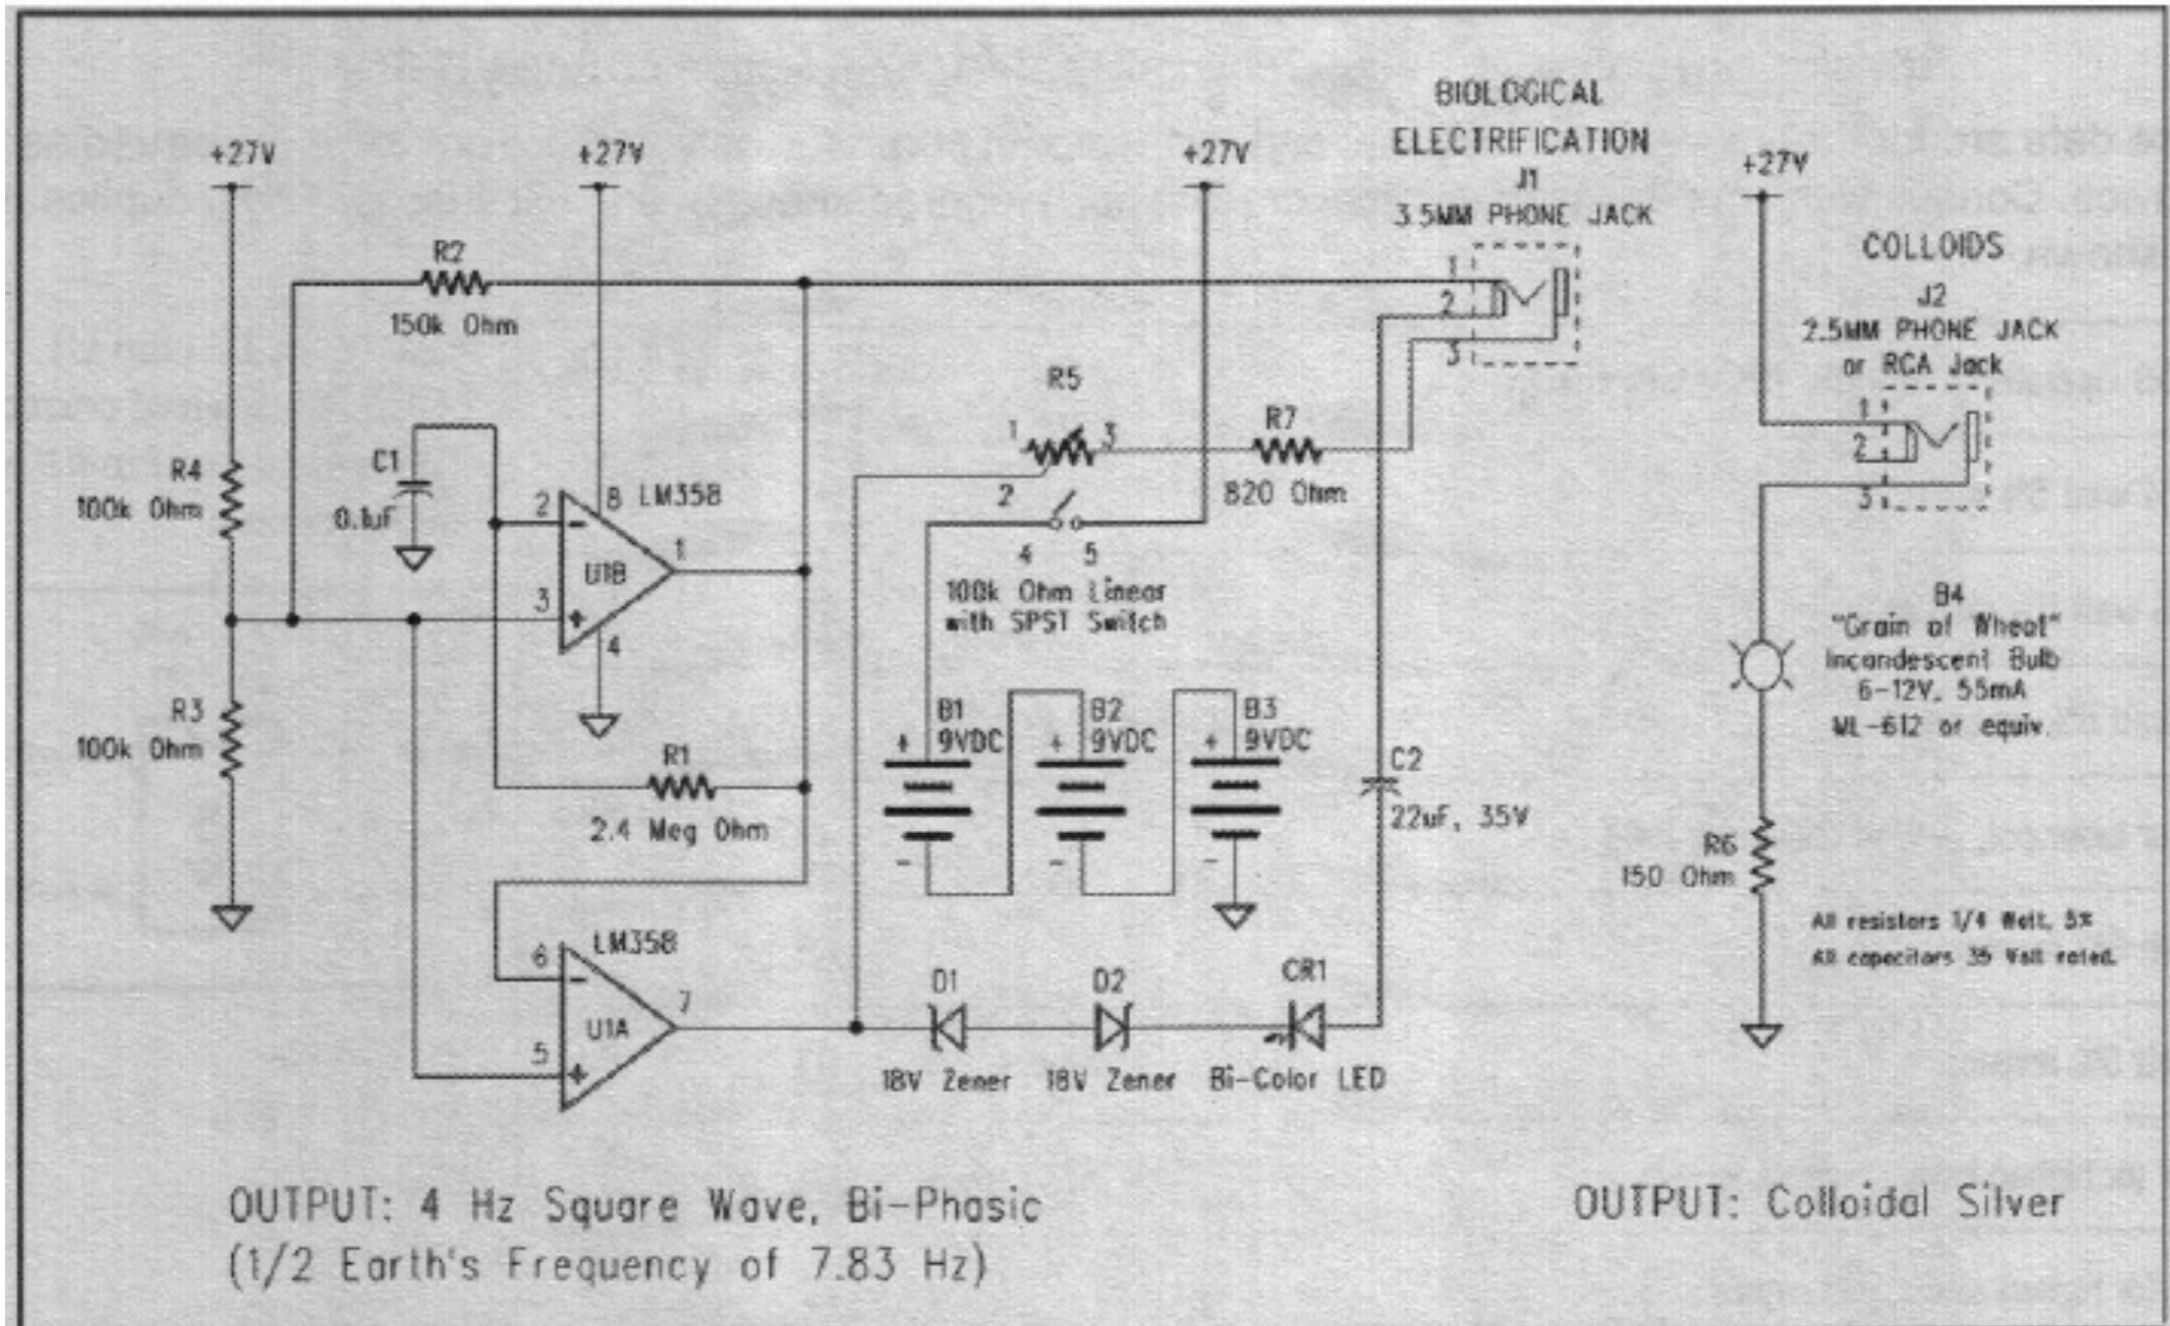 +27V
+27V
+27V
BIOLOGICAL
ELECTRIFICATION
J1
3.5MM PHONE JACK
+27V
COLLOIDS
J2
2.5MM PHONE JACK
or RCA Jack
R2
150k Ohm
1
2
3
R5
1
3
R7
820 Ohm
2
4
5
100k Ohm Linear
with SPST Switch
1
2
3
R4
100k Ohm
C1
0.1uF
2
8
LM358
1
U1B
3
4
R3
100k Ohm
R1
2.4 Meg Ohm
B1
9VDC
+
-
B2
9VDC
+
-
B3
9VDC
+
-
C2
22uF, 35V
B4
"Grain of Wheat"
Incandescent Bulb
6-12V, 55mA
ML-612 or equiv.
R6
150 Ohm
All resistors 1/4 Watt, 5%
All capacitors 35 Volt rated.
LM358
6
7
U1A
5
D1
18V Zener
D2
18V Zener
CR1
Bi-Color LED
OUTPUT: 4 Hz Square Wave, Bi-Phasic
(1/2 Earth's Frequency of 7.83 Hz)
OUTPUT: Colloidal Silver